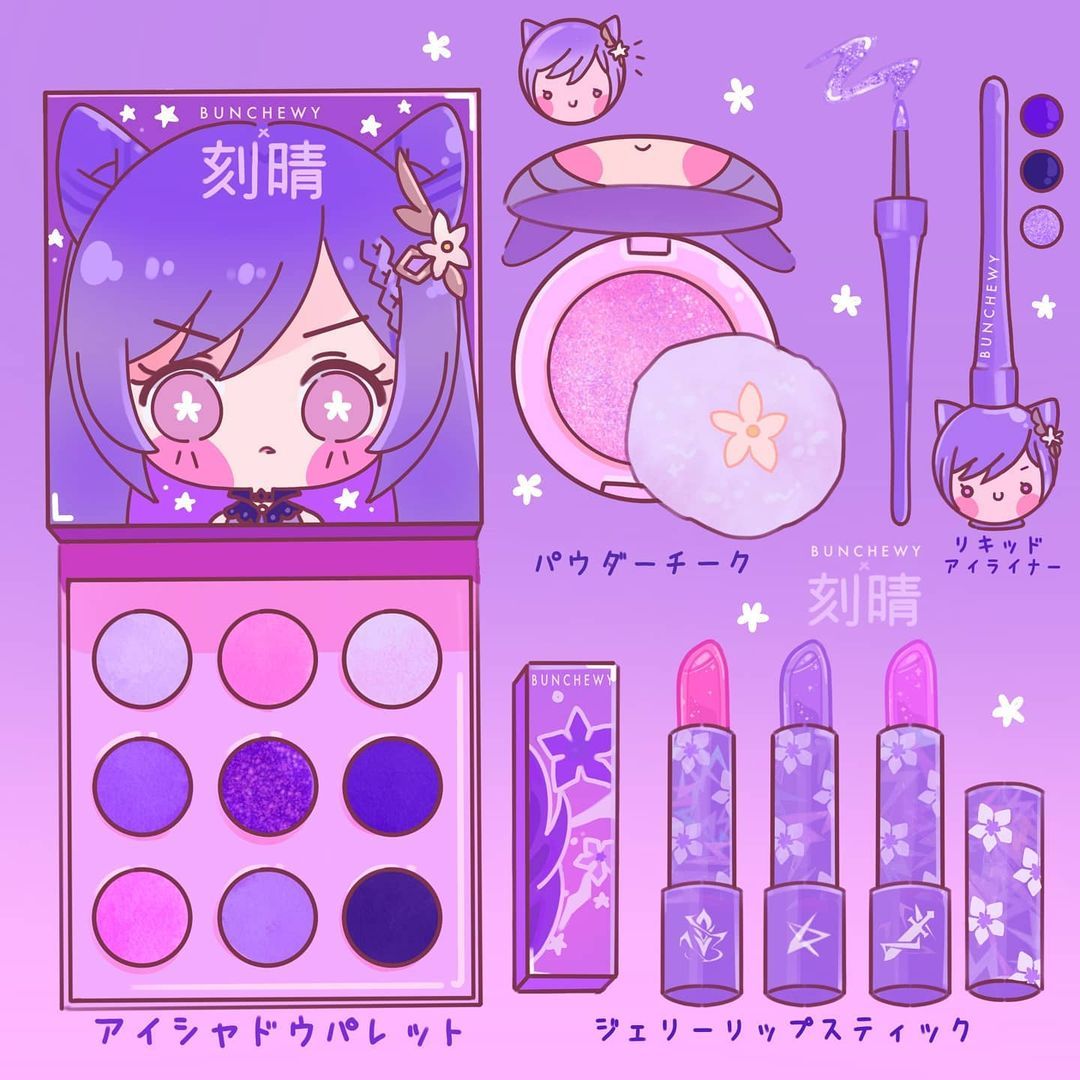 BUNCHEWY
×
刻晴
BUNCHEWY
パウダーチーク
リキッド
アイライナー
BUNCHEWY
×
刻晴
BUNCHEWY
アイシャドウパレット
ジェリーリップスティック